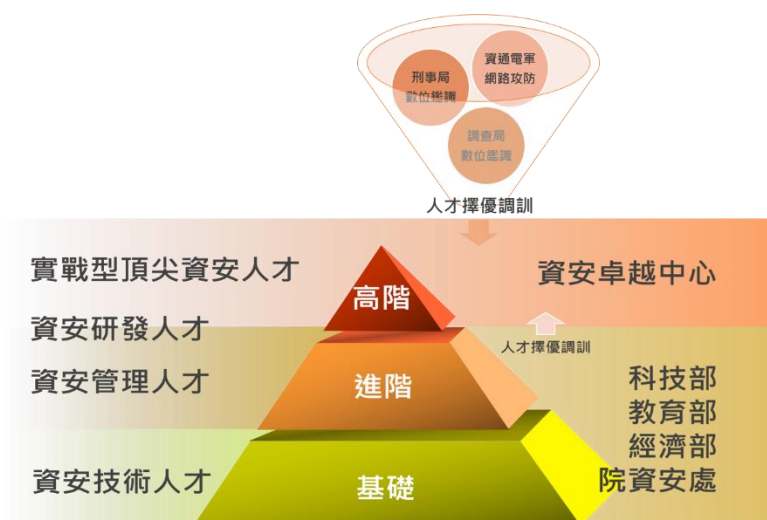 資通電軍
網路攻防
刑事局
數位鑑識
調查局
數位鑑識
人才擇優調訓
實戰型頂尖資安人才
高階
資安卓越中心
資安研發人才
人才擇優調訓
資安管理人才
進階
科技部
教育部
經濟部
院資安處
資安技術人才
基礎